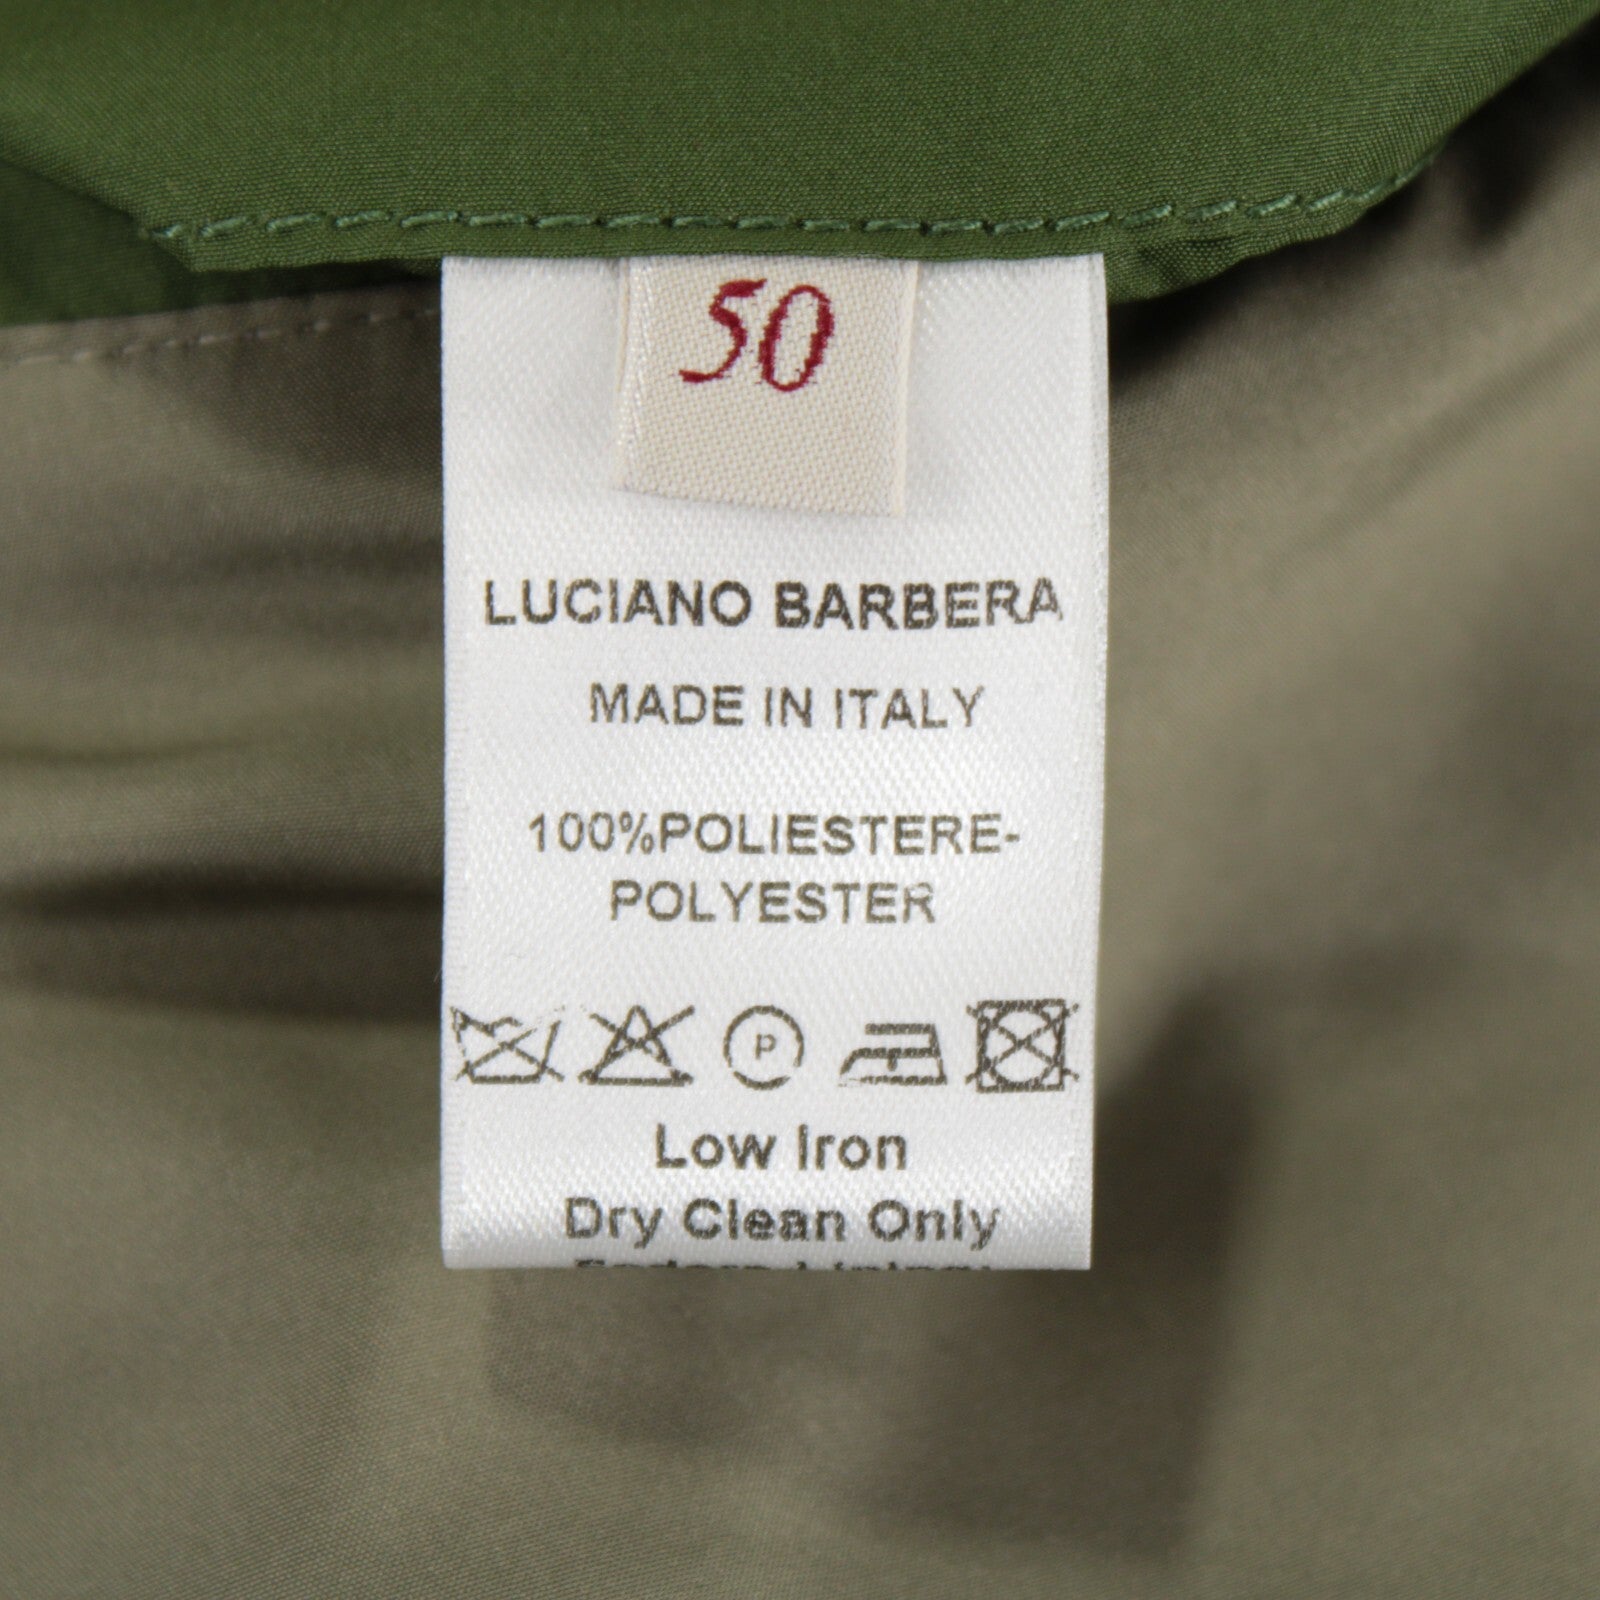 50
LUCIANO BARBERA
MADE IN ITALY
100%POLIESTERE-
POLYESTER
P
Low Iron
Dry Clean Only